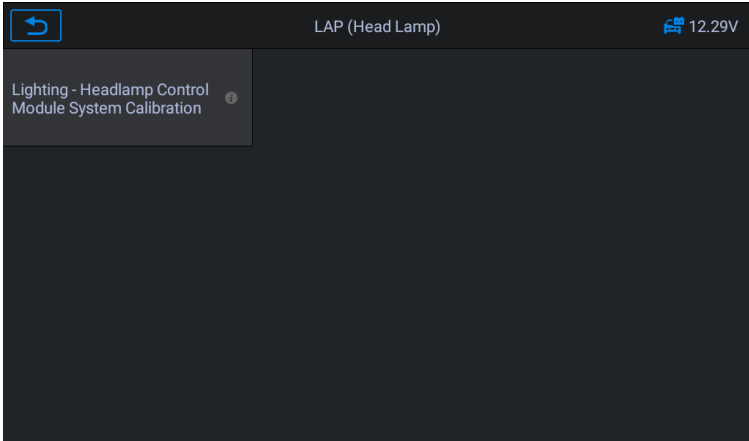 LAP (Head Lamp)
12.29V
Lighting - Headlamp Control
Module System Calibration